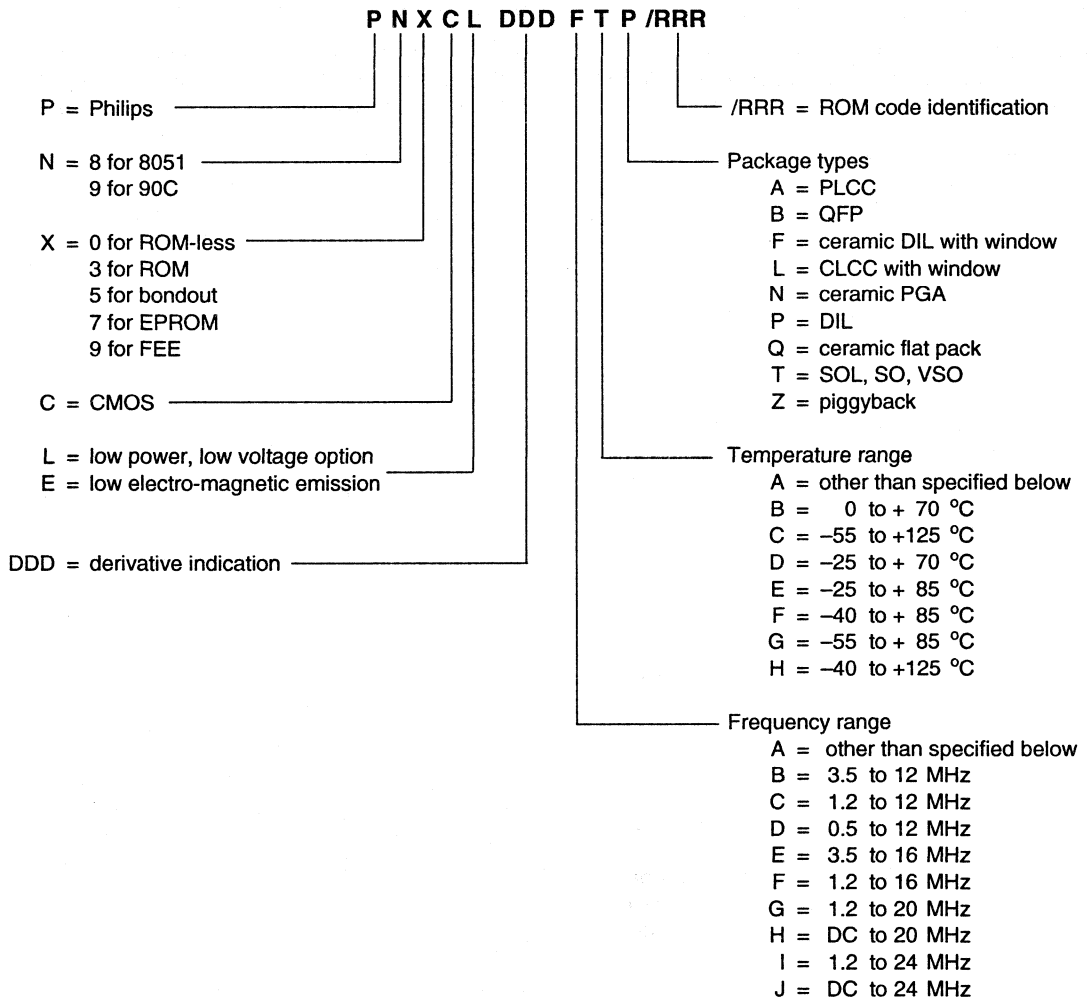 P N X C L DDD F T P /RRR
P = Philips
N = 8 for 8051
9 for 90C
X = 0 for ROM-less
3 for ROM
5 for bondout
7 for EPROM
9 for FEE
C = CMOS
L = low power, low voltage option
E = low electro-magnetic emission
DDD = derivative indication
/RRR = ROM code identification
Package types
A = PLCC
B = QFP
F = ceramic DIL with window
L = CLCC with window
N = ceramic PGA
P = DIL
Q = ceramic flat pack
T = SOL, SO, VSO
Z = piggyback
Temperature range
A = other than specified below
B = 0 to + 70 °C
C = –55 to +125 °C
D = –25 to + 70 °C
E = –25 to + 85 °C
F = –40 to + 85 °C
G = –55 to + 85 °C
H = –40 to +125 °C
Frequency range
A = other than specified below
B = 3.5 to 12 MHz
C = 1.2 to 12 MHz
D = 0.5 to 12 MHz
E = 3.5 to 16 MHz
F = 1.2 to 16 MHz
G = 1.2 to 20 MHz
H = DC to 20 MHz
I = 1.2 to 24 MHz
J = DC to 24 MHz